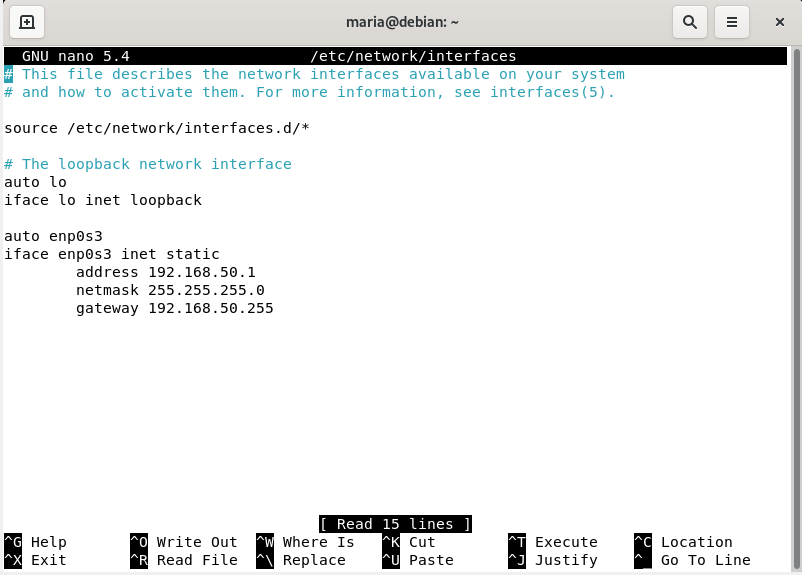 maria@debian: ~
GNU nano 5.4 /etc/network/interfaces
# This file describes the network interfaces available on your system
# and how to activate them. For more information, see interfaces(5).
source /etc/network/interfaces.d/*
# The loopback network interface
auto lo
iface lo inet loopback
auto enp0s3
iface enp0s3 inet static
address 192.168.50.1
netmask 255.255.255.0
gateway 192.168.50.255
[ Read 15 lines ]
^G Help ^O Write Out ^W Where Is ^K Cut ^T Execute ^C Location
^X Exit ^R Read File ^\ Replace ^U Paste ^J Justify ^_ Go To Line